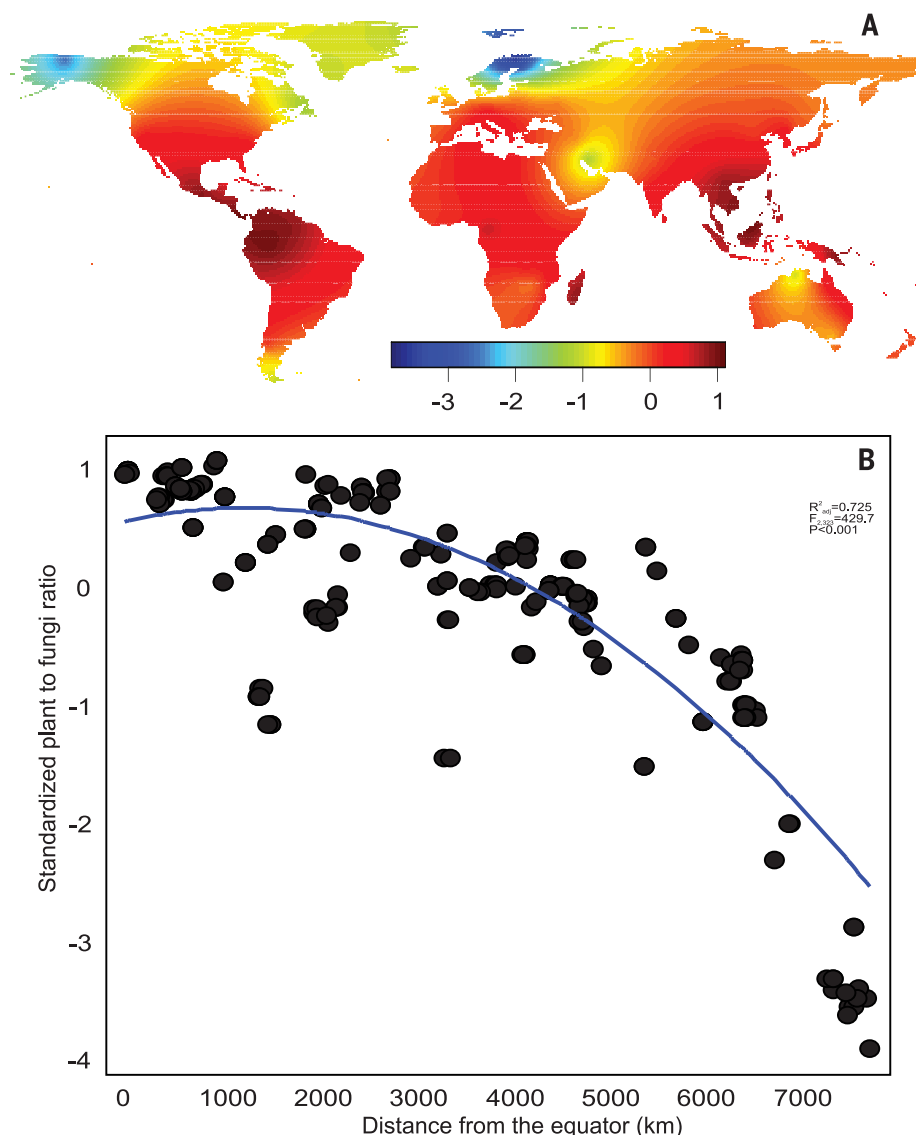 A
-3 -2 -1 0 1
B
R²adj=0.725
F2,323=429.7
P<0.001
Standardized plant to fungi ratio
1
0
-1
-2
-3
-4
0 1000 2000 3000 4000 5000 6000 7000
Distance from the equator (km)